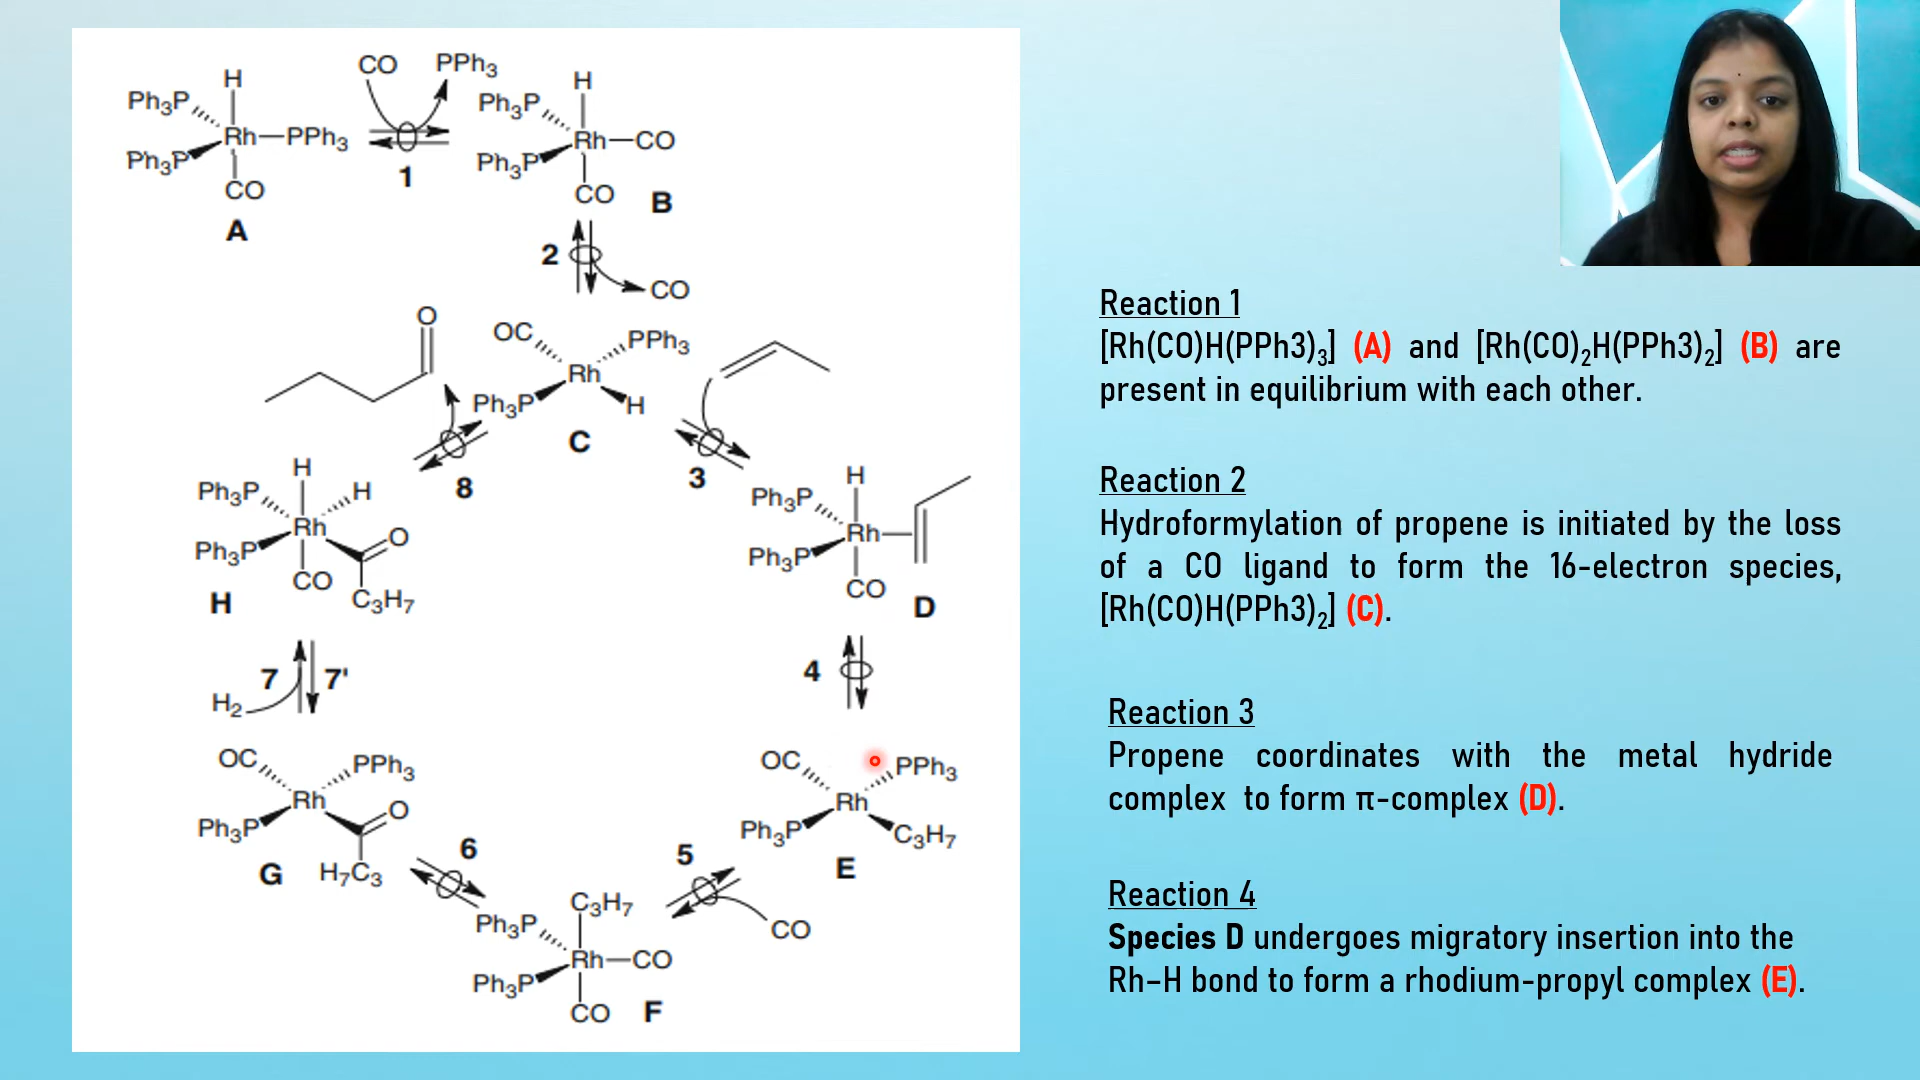 CO PPh₃
H
Ph₃P
Rh—PPh₃
Ph₃P
CO
A
1
H
Ph₃P
Rh—CO
Ph₃P
CO
B
2
CO
O
OC
PPh₃
Rh
Ph₃P
H
C
8
3
H
Ph₃P
H
Rh
Ph₃P
O
CO
C₃H₇
H
H
Ph₃P
Rh
Ph₃P
CO
D
7
7'
H₂
4
OC
PPh₃
Rh
O
Ph₃P
G
H₇C₃
OC
PPh₃
Rh
Ph₃P
C₃H₇
E
6
5
C₃H₇
Ph₃P
Rh—CO
Ph₃P
CO
F
CO
Reaction 1
[Rh(CO)H(PPh3)₃] (A) and [Rh(CO)₂H(PPh3)₂] (B) are
present in equilibrium with each other.
Reaction 2
Hydroformylation of propene is initiated by the loss
of a CO ligand to form the 16-electron species,
[Rh(CO)H(PPh3)₂] (C).
Reaction 3
Propene coordinates with the metal hydride
complex to form π-complex (D).
Reaction 4
Species D undergoes migratory insertion into the
Rh–H bond to form a rhodium-propyl complex (E).